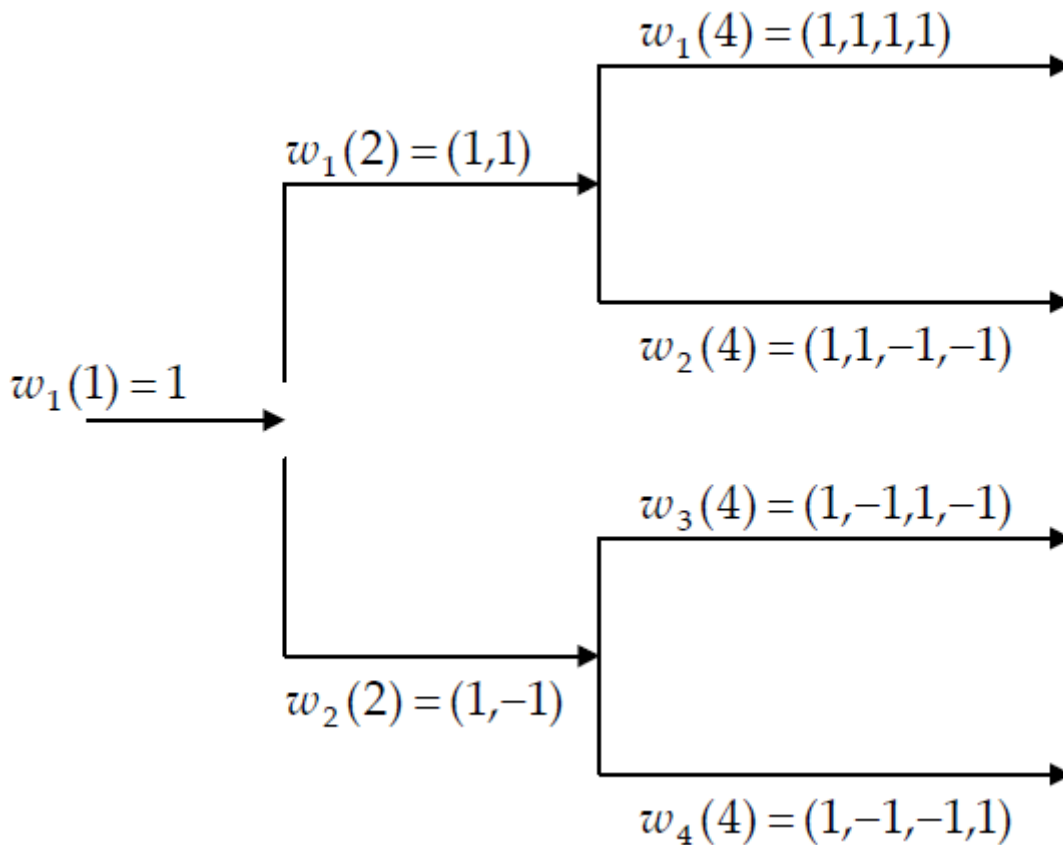 w₁(4) = (1,1,1,1)
w₁(2) = (1,1)
w₂(4) = (1,1,−1,−1)
w₁(1) = 1
w₃(4) = (1,−1,1,−1)
w₂(2) = (1,−1)
w₄(4) = (1,−1,−1,1)